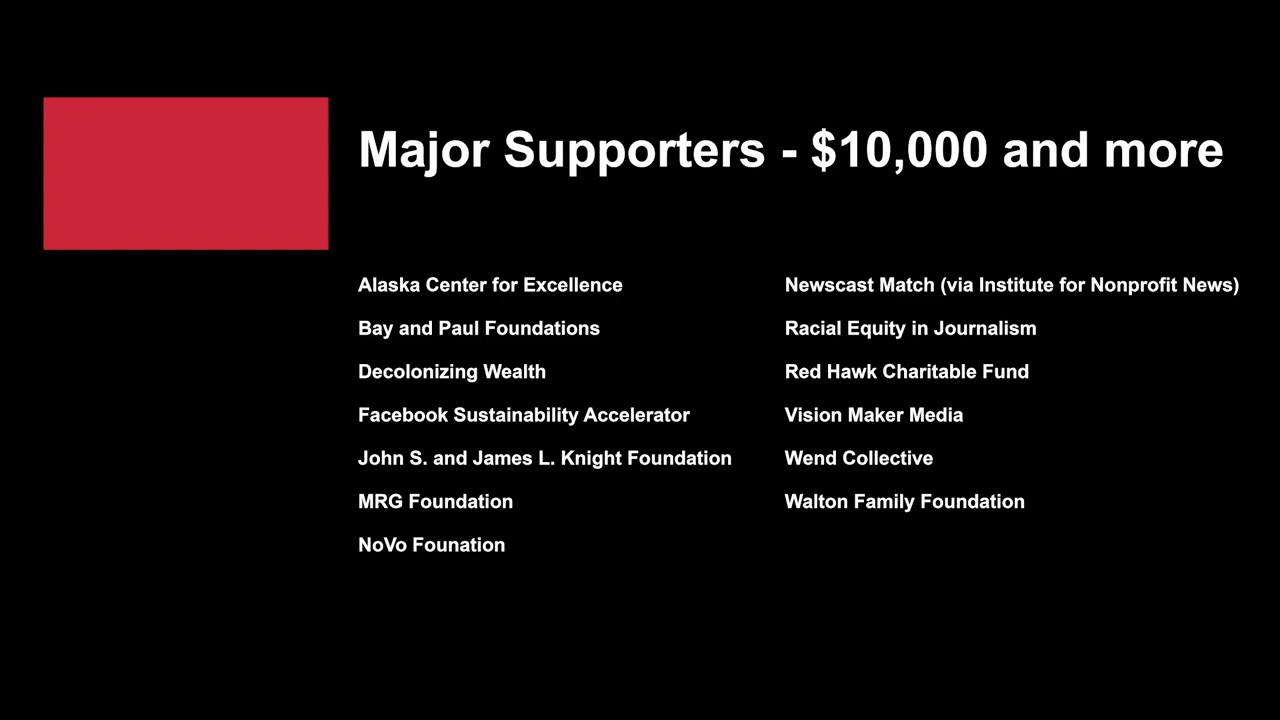 Major Supporters - $10,000 and more
Alaska Center for Excellence
Bay and Paul Foundations
Decolonizing Wealth
Facebook Sustainability Accelerator
John S. and James L. Knight Foundation
MRG Foundation
NoVo Founation
Newscast Match (via Institute for Nonprofit News)
Racial Equity in Journalism
Red Hawk Charitable Fund
Vision Maker Media
Wend Collective
Walton Family Foundation